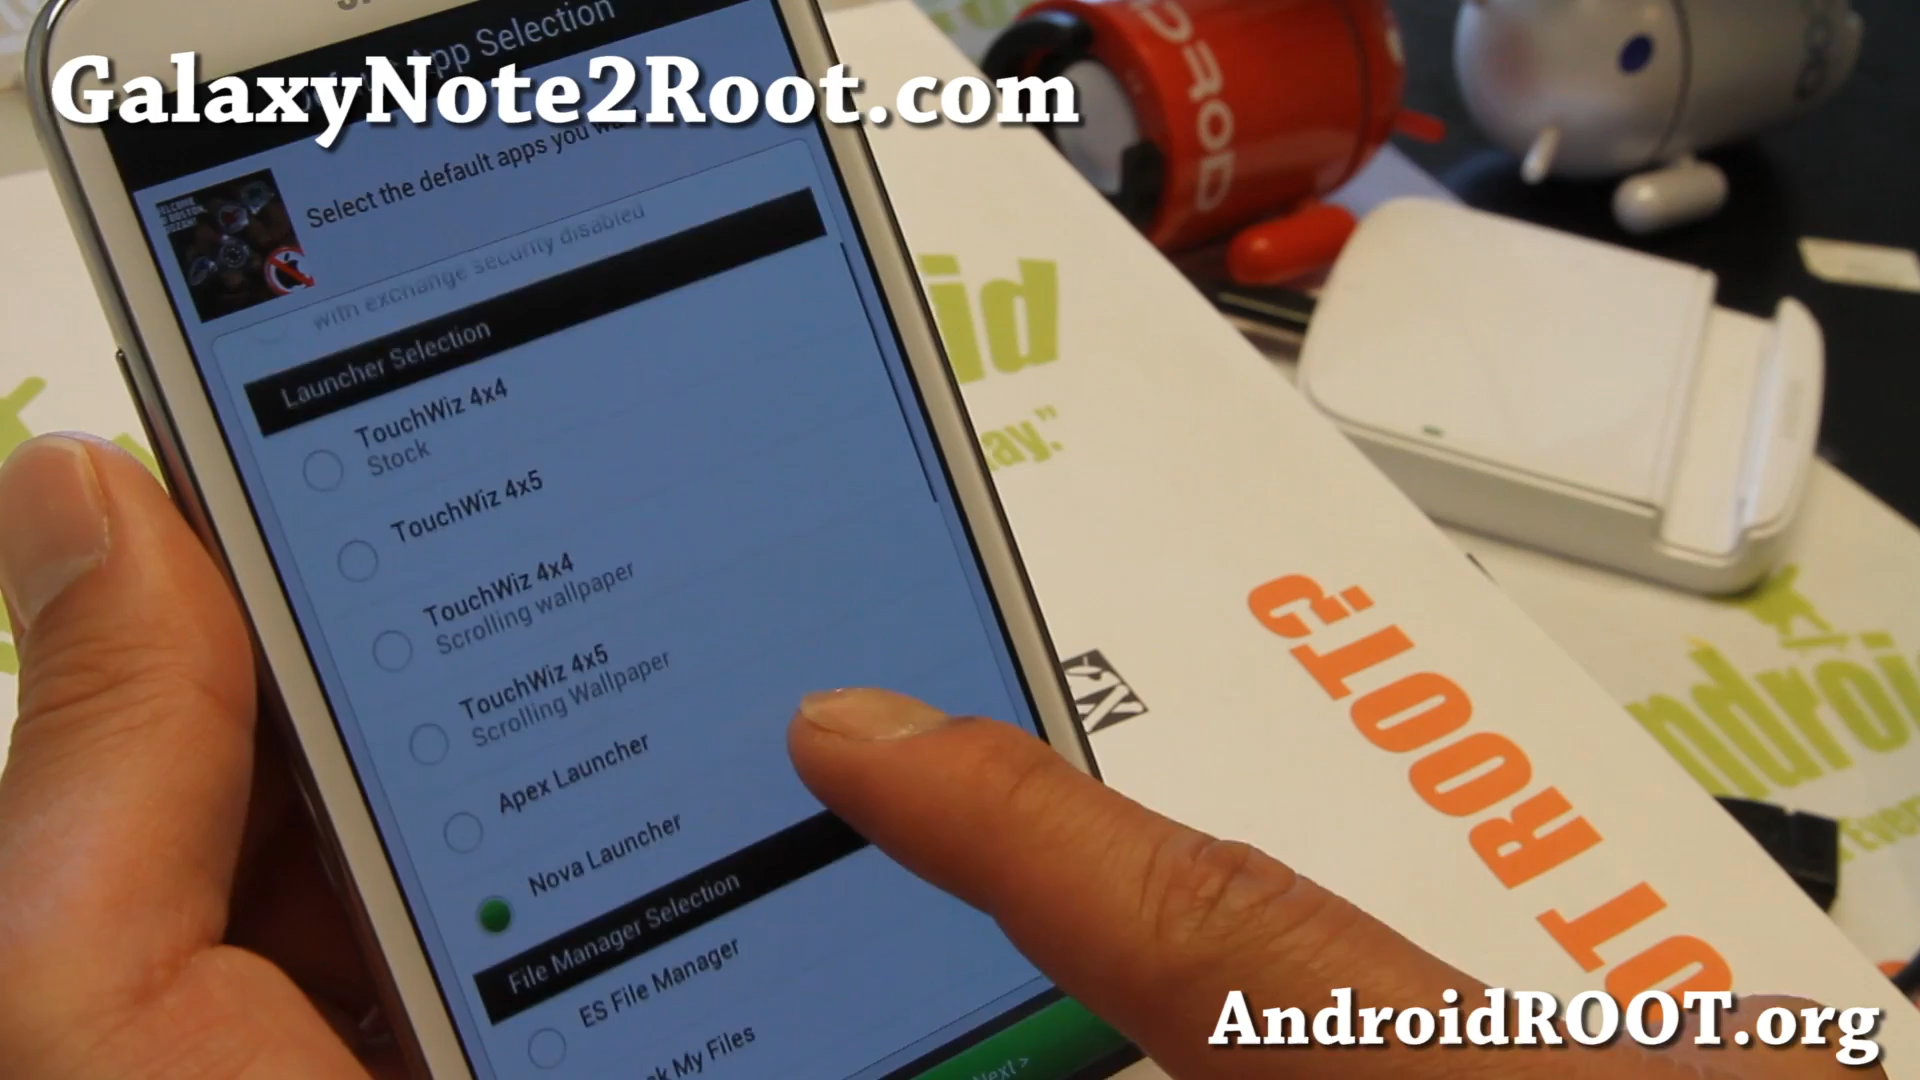 GalaxyNote2Root.com
App Selection
Select the default apps you
with exchange security disabled
Launcher Selection
TouchWiz 4x4
Stock
TouchWiz 4x5
TouchWiz 4x4
Scrolling wallpaper
TouchWiz 4x5
Scrolling Wallpaper
Apex Launcher
Nova Launcher
File Manager Selection
ES File Manager
My Files
Next >
ROOT?
ROOT
AndroidROOT.org